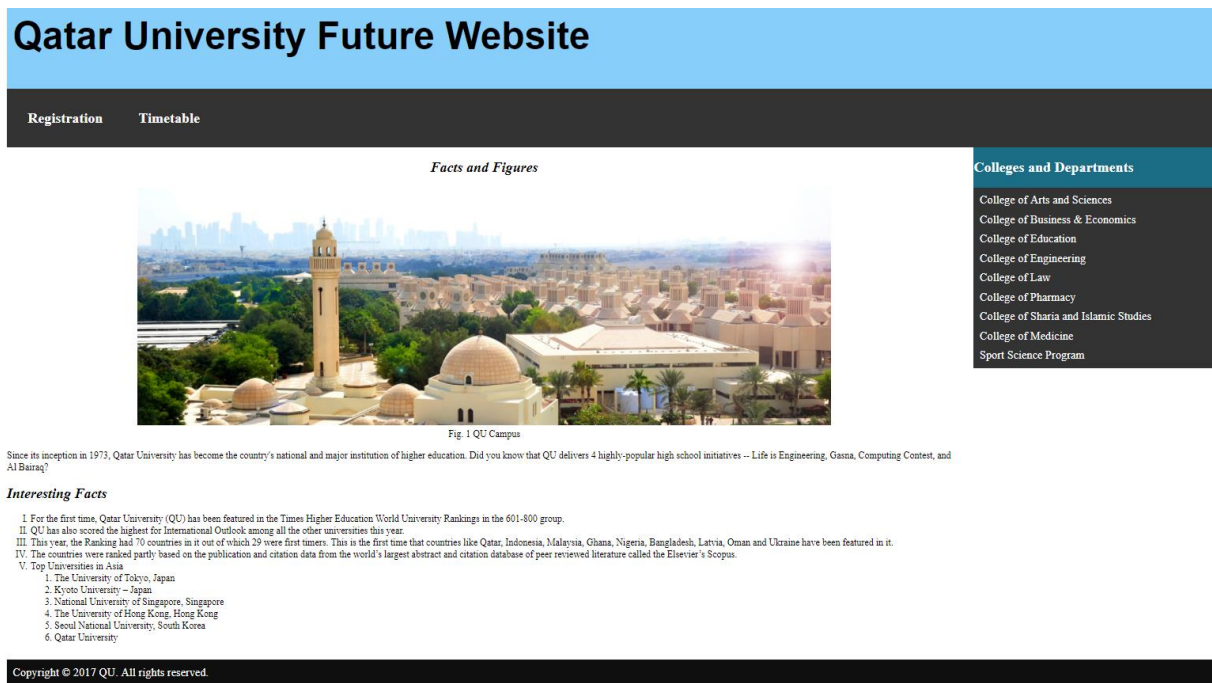 Qatar University Future Website
Registration Timetable
Facts and Figures
Fig. 1 QU Campus
Since its inception in 1973, Qatar University has become the country's national and major institution of higher education. Did you know that QU delivers 4 highly-popular high school initiatives -- Life is Engineering, Gasna, Computing Contest, and
Al Bairaq?
Interesting Facts
I. For the first time, Qatar University (QU) has been featured in the Times Higher Education World University Rankings in the 601-800 group.
II. QU has also scored the highest for International Outlook among all the other universities this year.
III. This year, the Ranking had 70 countries in it out of which 29 were first timers. This is the first time that countries like Qatar, Indonesia, Malaysia, Ghana, Nigeria, Bangladesh, Latvia, Oman and Ukraine have been featured in it.
IV. The countries were ranked partly based on the publication and citation data from the world’s largest abstract and citation database of peer reviewed literature called the Elsevier’s Scopus.
V. Top Universities in Asia
1. The University of Tokyo, Japan
2. Kyoto University – Japan
3. National University of Singapore, Singapore
4. The University of Hong Kong, Hong Kong
5. Seoul National University, South Korea
6. Qatar University
Colleges and Departments
College of Arts and Sciences
College of Business & Economics
College of Education
College of Engineering
College of Law
College of Pharmacy
College of Sharia and Islamic Studies
College of Medicine
Sport Science Program
Copyright © 2017 QU. All rights reserved.